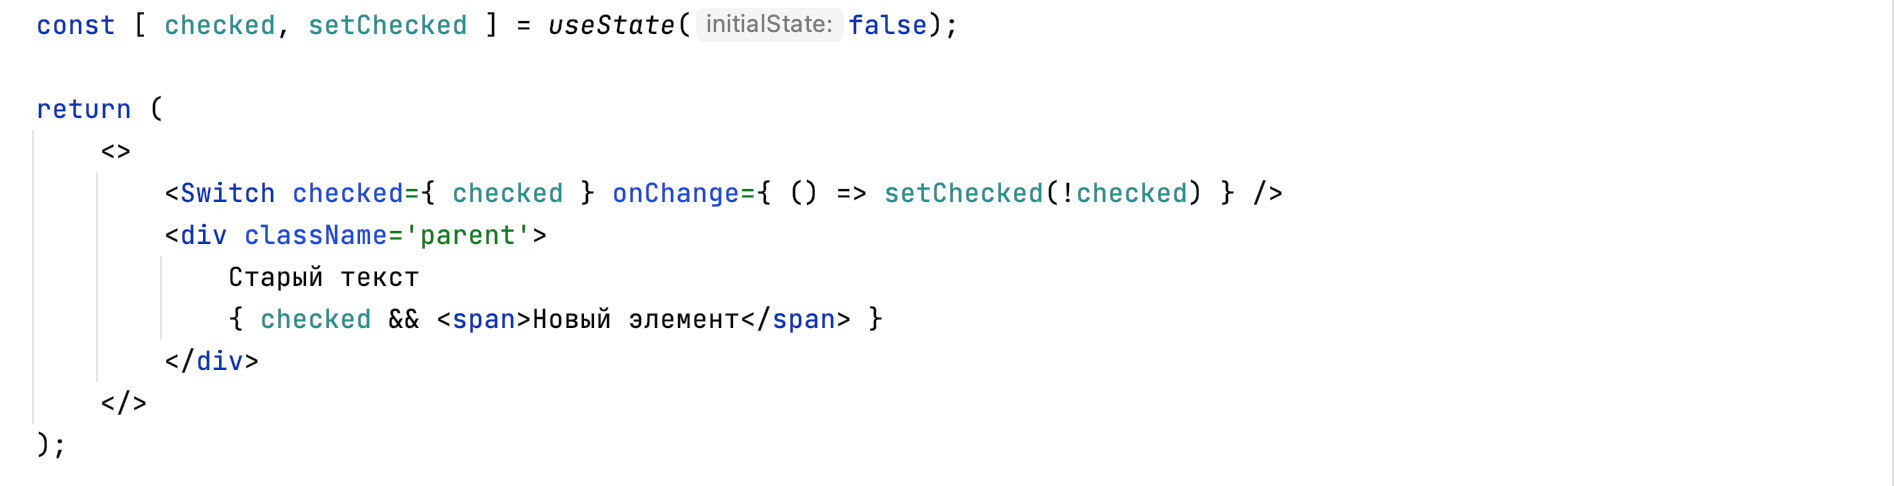 const [ checked, setChecked ] = useState( initialState: false);
return (
<>
<Switch checked={ checked } onChange={ () => setChecked(!checked) } />
<div className='parent'>
Старый текст
{ checked && <span>Новый элемент</span> }
</div>
</>
);